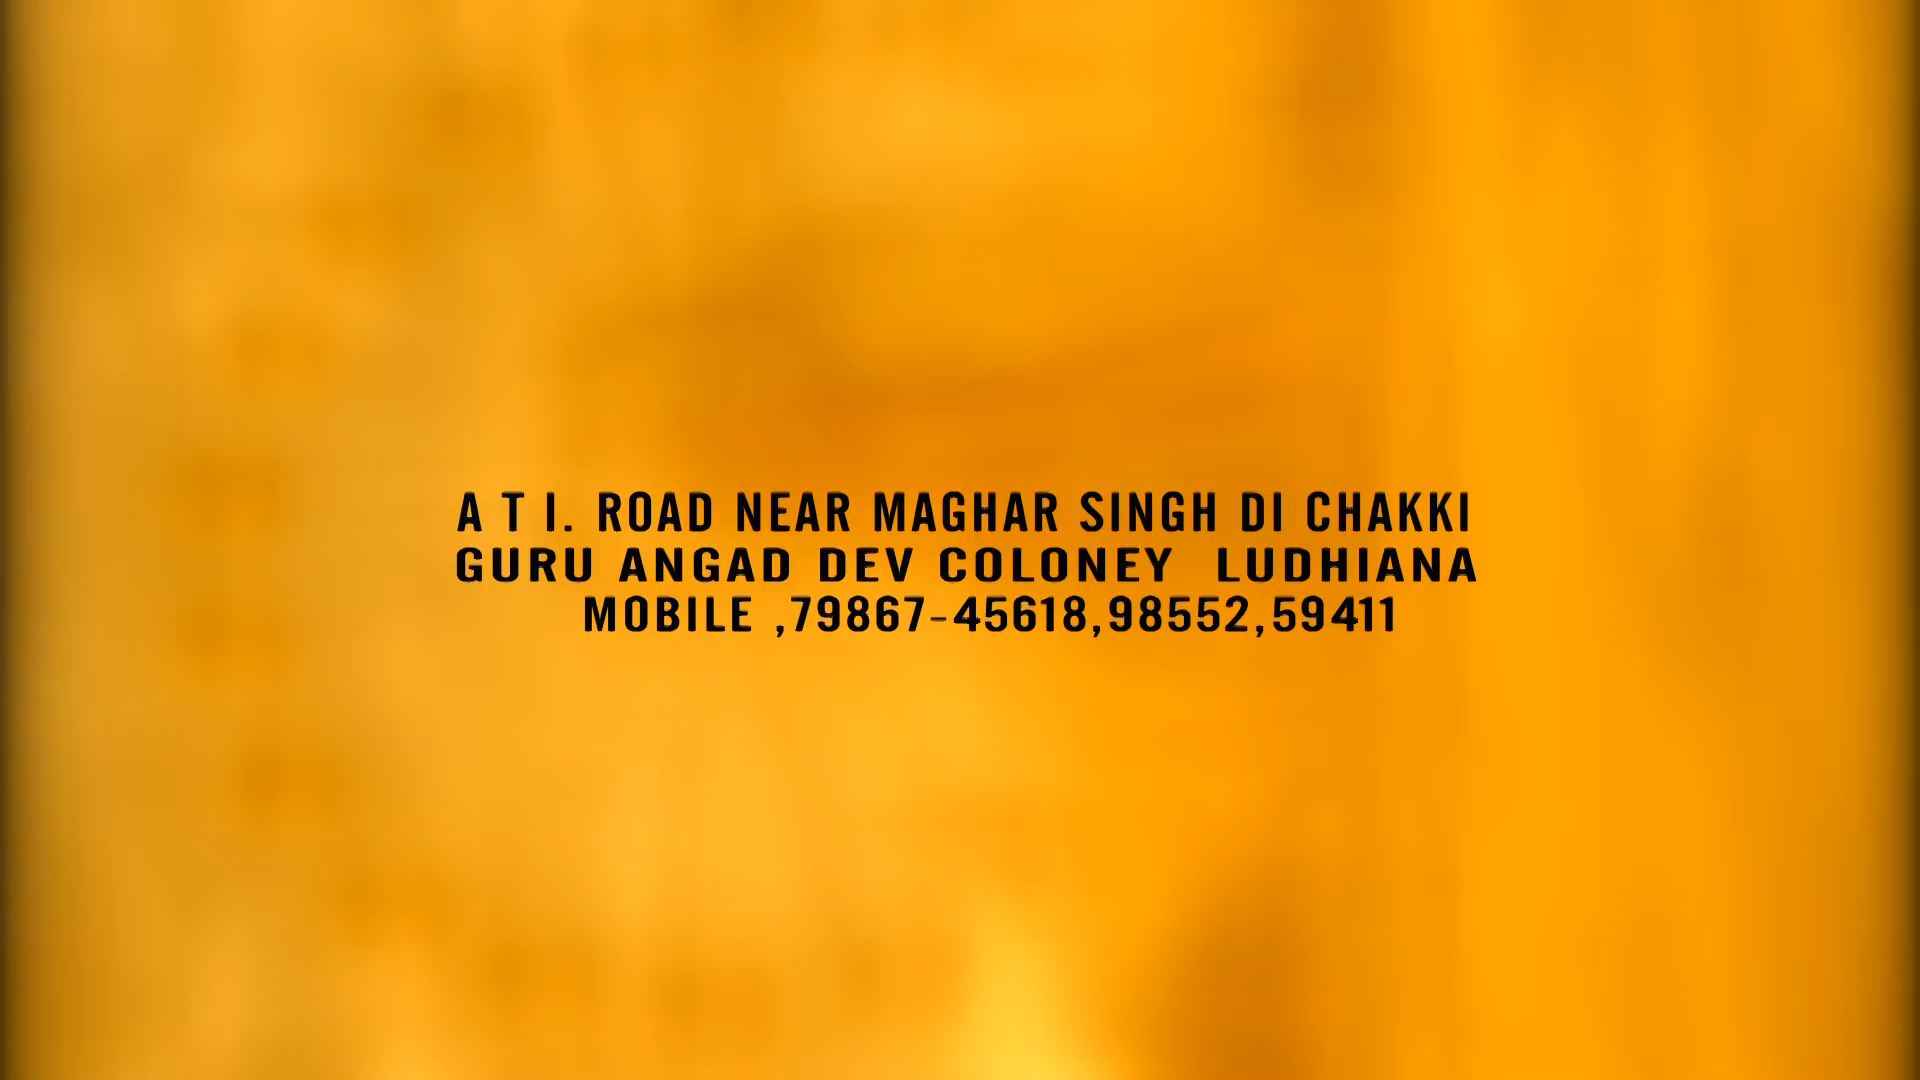 A T I. ROAD NEAR MAGHAR SINGH DI CHAKKI
GURU ANGAD DEV COLONEY LUDHIANA
MOBILE ,79867-45618,98552,59411